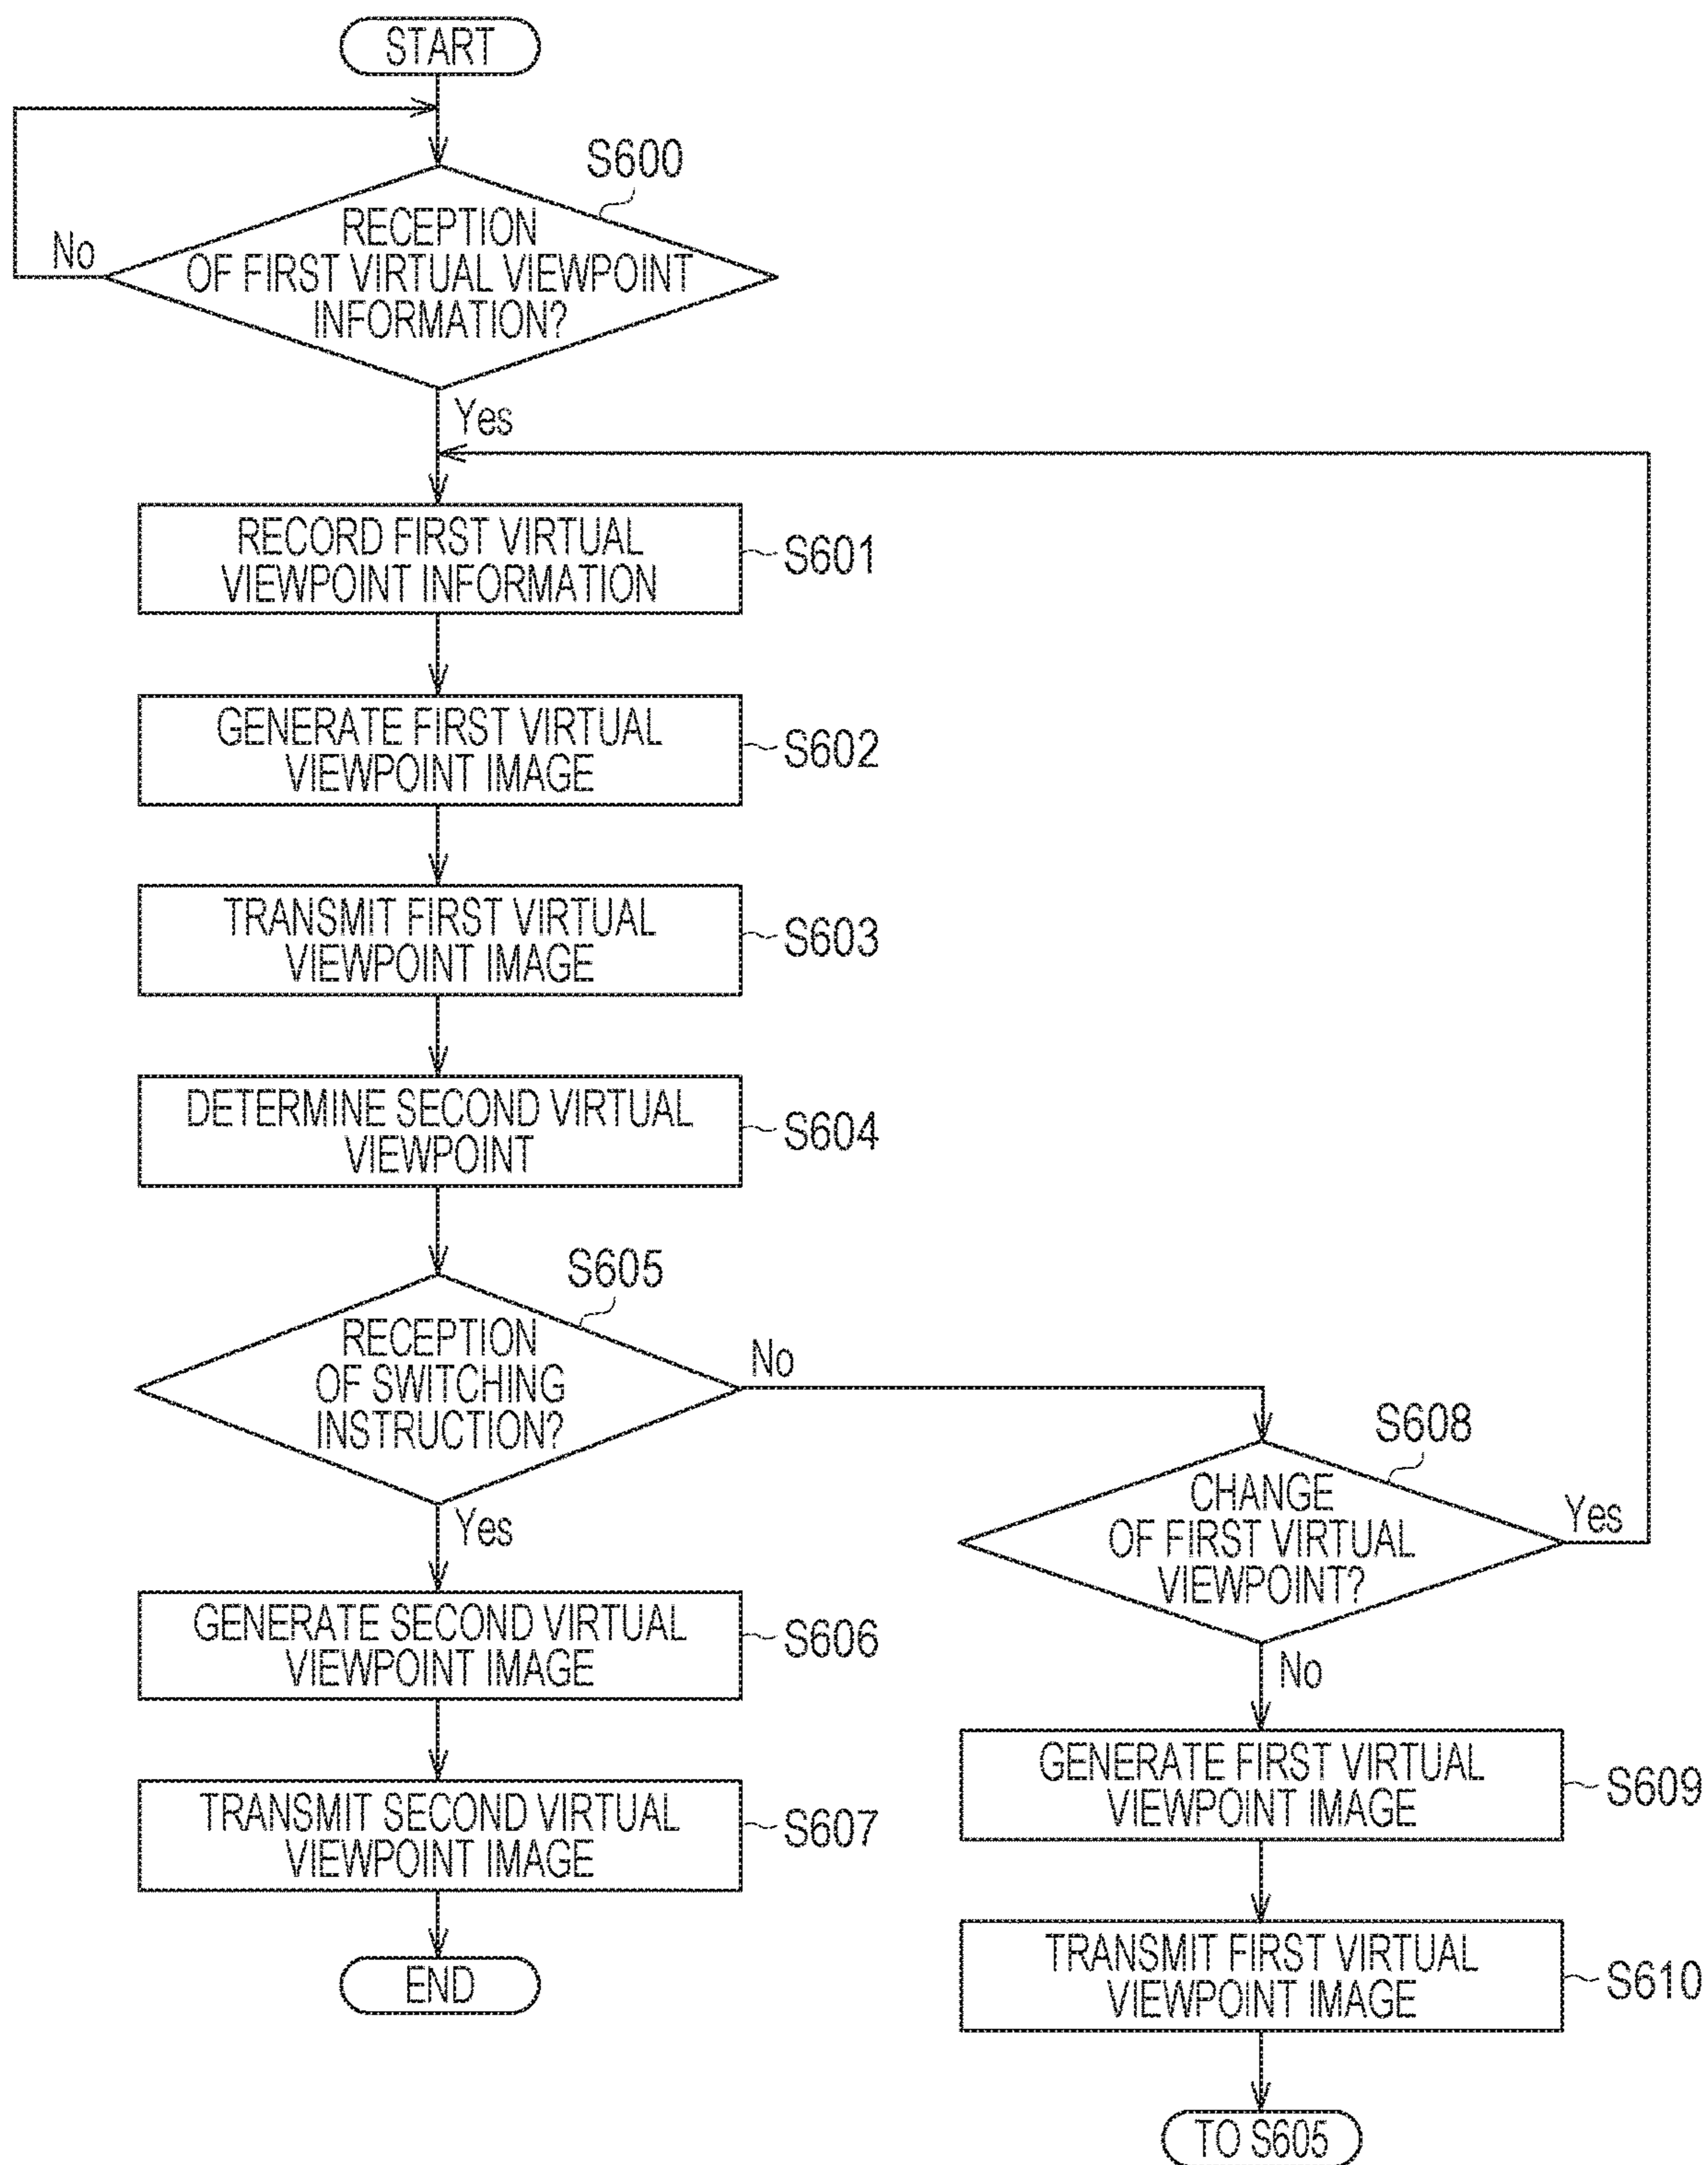 START
S600
RECEPTION
OF FIRST VIRTUAL VIEWPOINT
INFORMATION?
No
Yes
RECORD FIRST VIRTUAL
VIEWPOINT INFORMATION
S601
GENERATE FIRST VIRTUAL
VIEWPOINT IMAGE
S602
TRANSMIT FIRST VIRTUAL
VIEWPOINT IMAGE
S603
DETERMINE SECOND VIRTUAL
VIEWPOINT
S604
S605
RECEPTION
OF SWITCHING
INSTRUCTION?
No
Yes
GENERATE SECOND VIRTUAL
VIEWPOINT IMAGE
S606
TRANSMIT SECOND VIRTUAL
VIEWPOINT IMAGE
S607
END
S608
CHANGE
OF FIRST VIRTUAL
VIEWPOINT?
Yes
No
GENERATE FIRST VIRTUAL
VIEWPOINT IMAGE
S609
TRANSMIT FIRST VIRTUAL
VIEWPOINT IMAGE
S610
TO S605